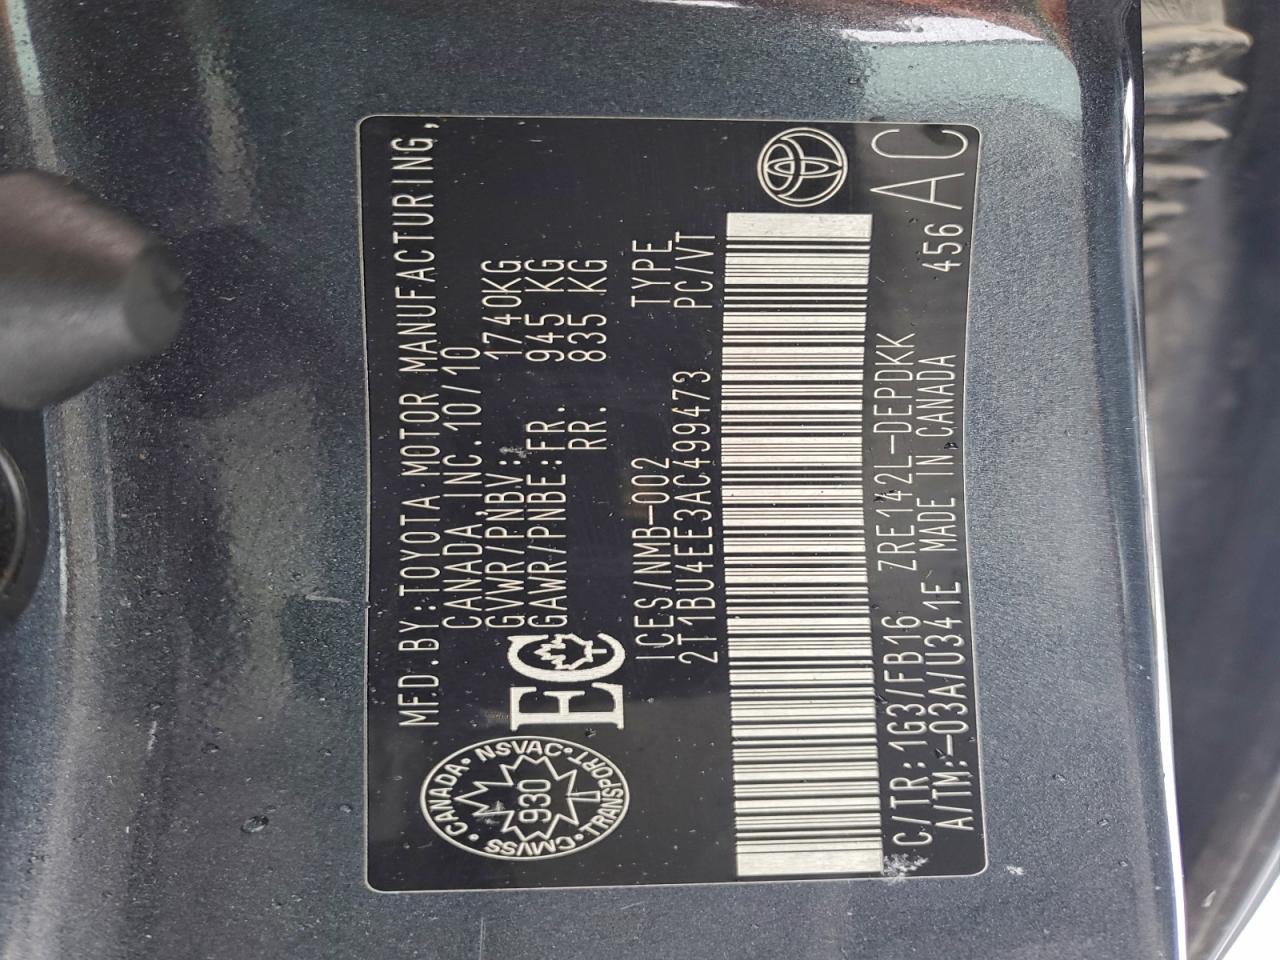 MFD.BY:TOYOTA MOTOR MANUFACTURING,
CANADA,INC. 10/10
GVWR/PNBV: 1740KG
GAWR/PNBE:FR. 945 KG
RR. 835 KG
EC
CANADA • NSVAC • TRANSPORT • CMVSS •
930
ICES/NMB-002 TYPE
2T1BU4EE3AC499473 PC/VT
C/TR:1G3/FB16 ZRE142L-DEPDKK
A/TM:-03A/U341E MADE IN CANADA 456 AC